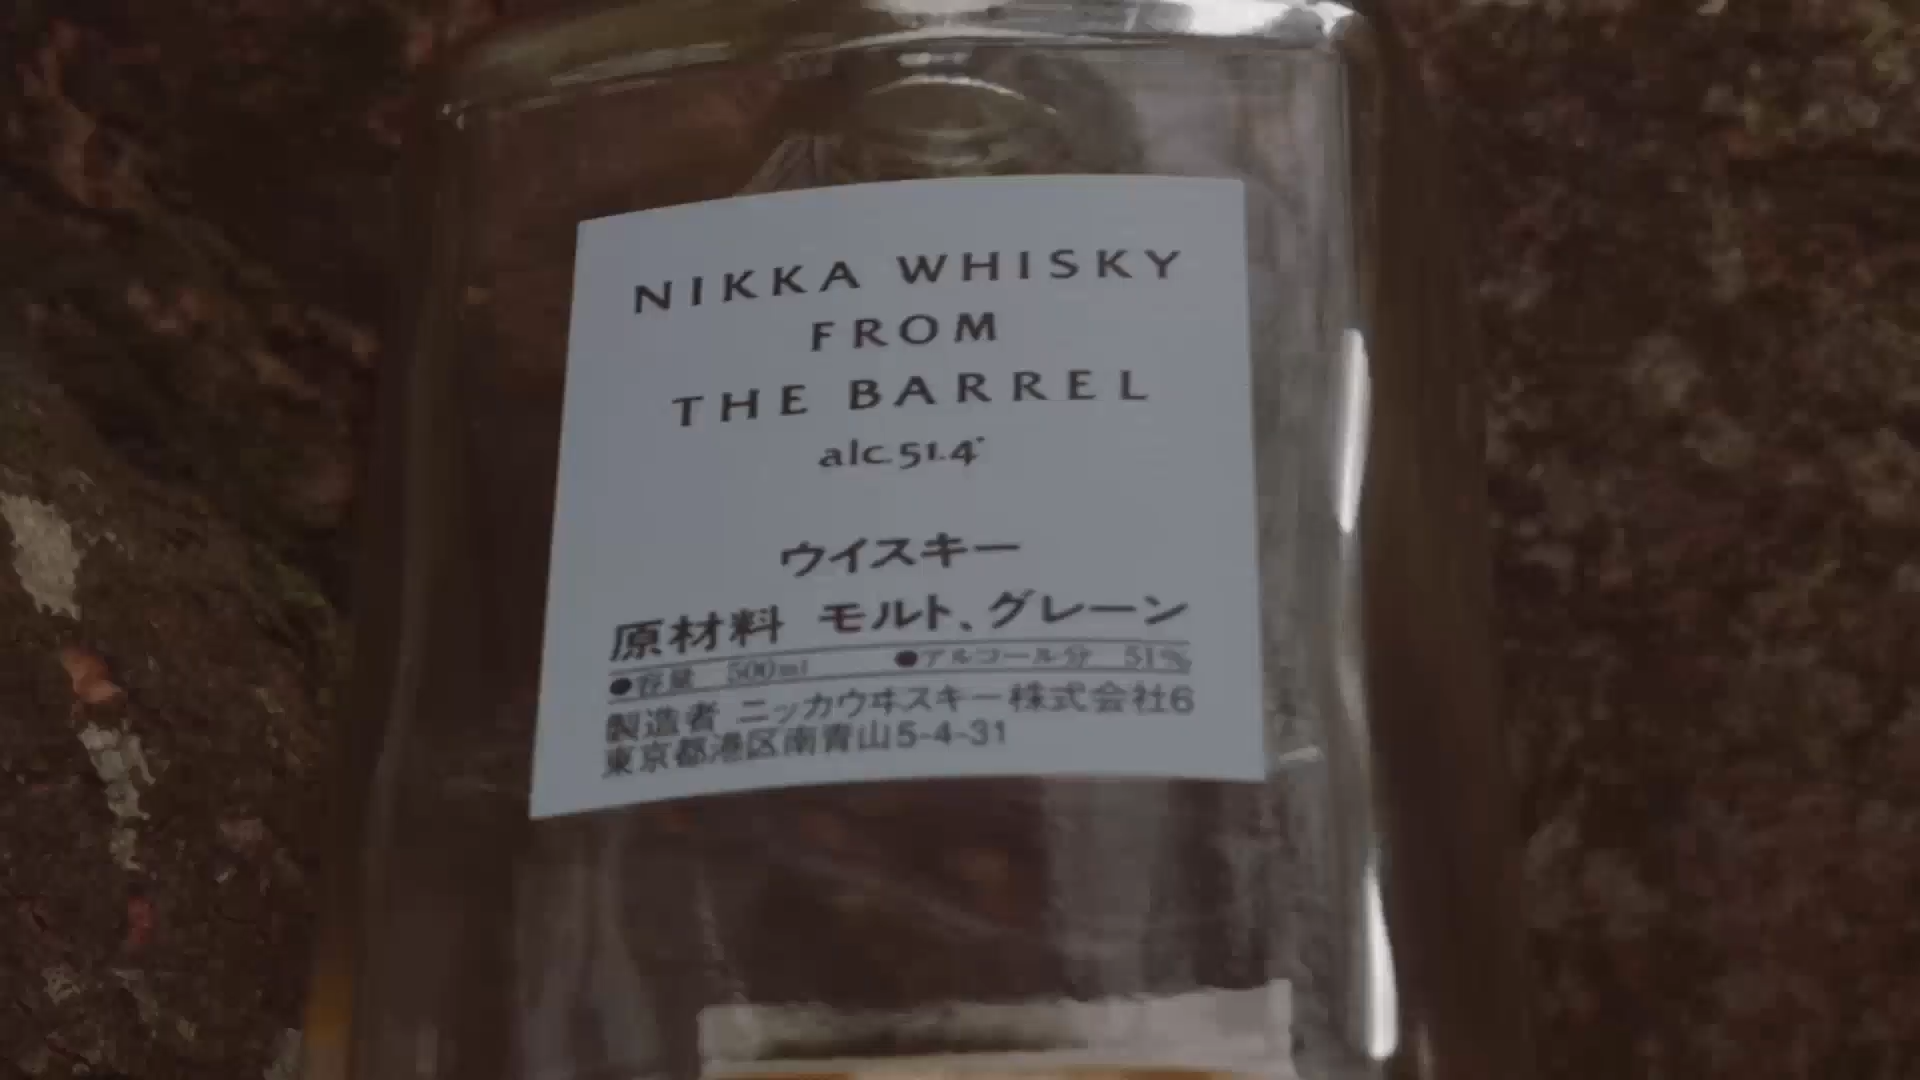 NIKKA WHISKY
FROM
THE BARREL
alc.51.4°
ウイスキー
原材料 モルト、グレーン
●容量 500ml ●アルコール分 51%
製造者 ニッカウヰスキー株式会社6
東京都港区南青山5-4-31